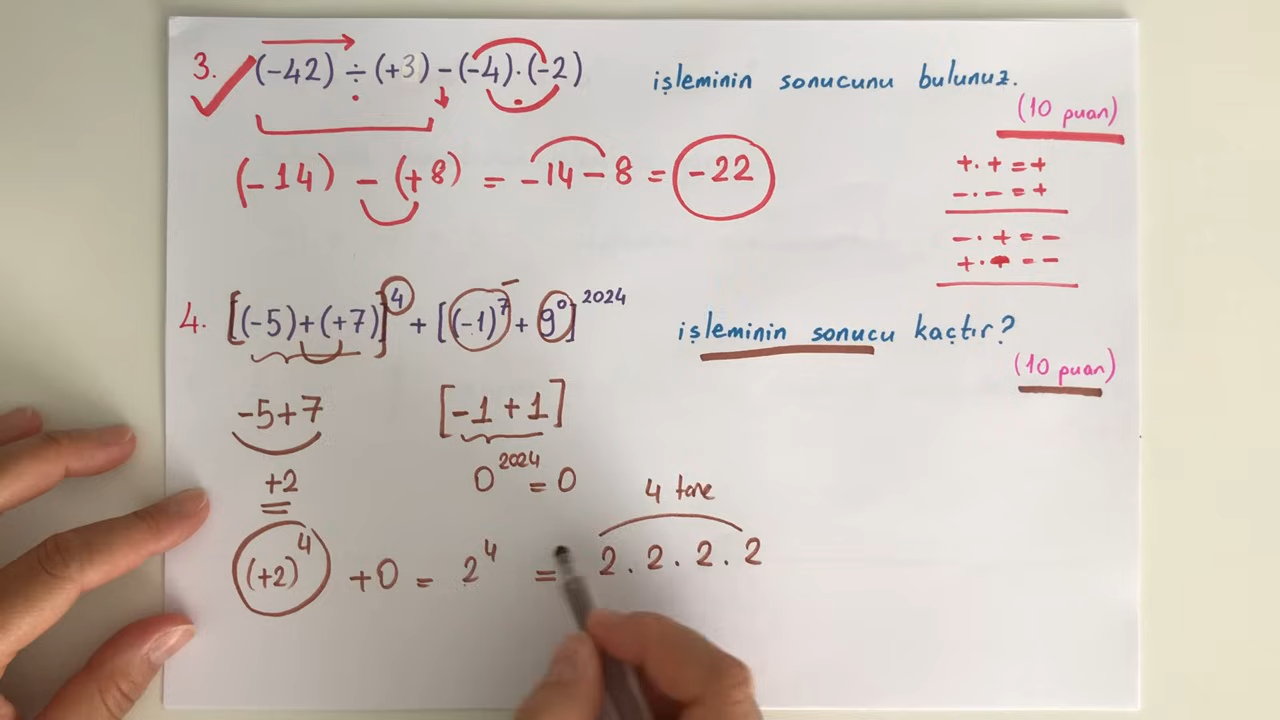 3. (-42) ÷ (+3) - (-4) · (-2) işleminin sonucunu bulunuz.
(10 puan)
(-14) - (+8) = -14 - 8 = -22
+ · + = +
- · - = +
- · + = -
+ · - = -
4. [(-5)+(+7)]⁴ + [(-1)⁷ + 9⁰]²⁰²⁴ işleminin sonucu kaçtır?
(10 puan)
-5+7 [-1 + 1]
+2 0²⁰²⁴ = 0
4 tane
(+2)⁴ + 0 = 2⁴ = 2 . 2 . 2 . 2